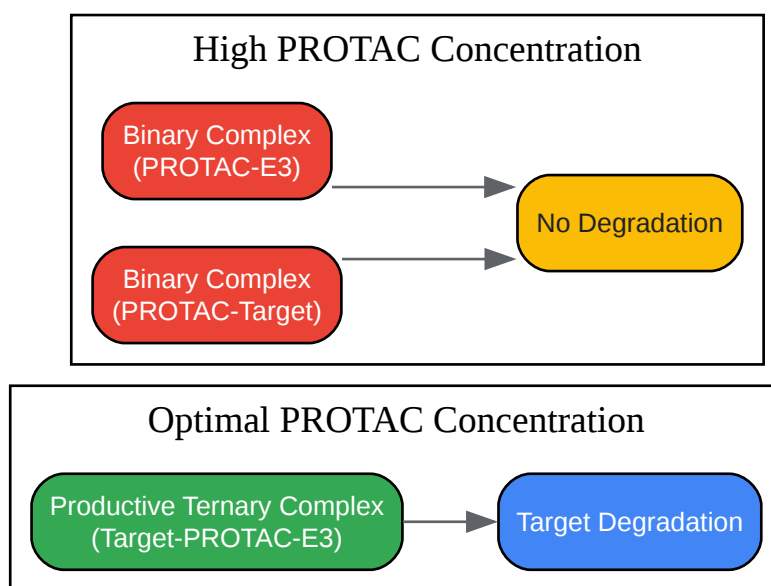 High PROTAC Concentration
Binary Complex
(PROTAC-E3)
No Degradation
Binary Complex
(PROTAC-Target)
Optimal PROTAC Concentration
Productive Ternary Complex
(Target-PROTAC-E3)
Target Degradation